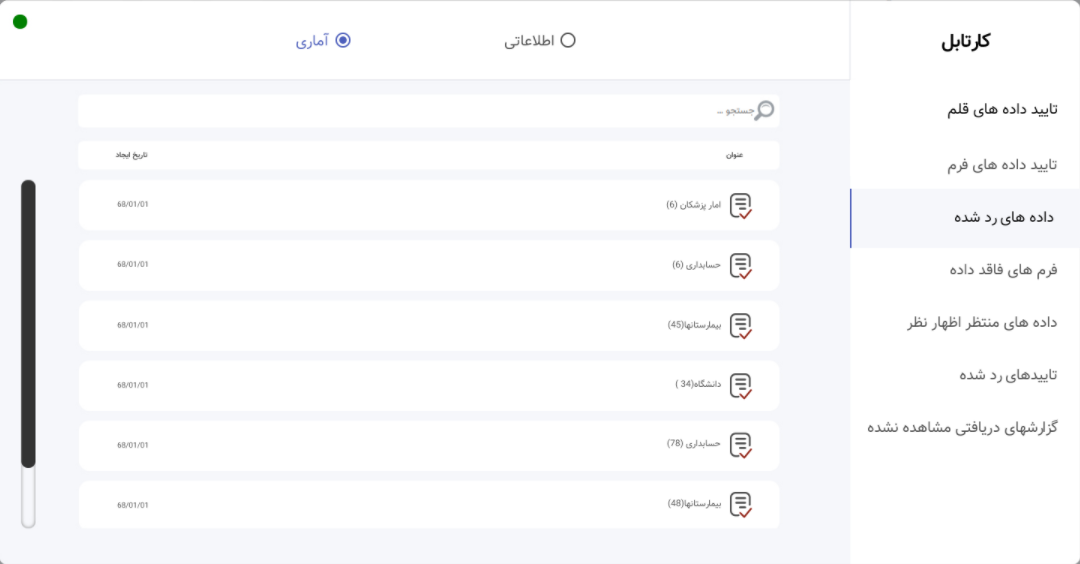 کارتابل
تایید داده های قلم
تایید داده های فرم
داده های رد شده
فرم های فاقد داده
داده های منتظر اظهار نظر
تاییدهای رد شده
گزارشهای دریافتی مشاهده نشده
اطلاعاتی
آماری
جستجو ...
عنوان تاریخ ایجاد
امار پزشکان (6) 68/01/01
حسابداری (6) 68/01/01
بیمارستانها(45) 68/01/01
دانشگاه(34 ) 68/01/01
حسابداری (78) 68/01/01
بیمارستانها(48) 68/01/01